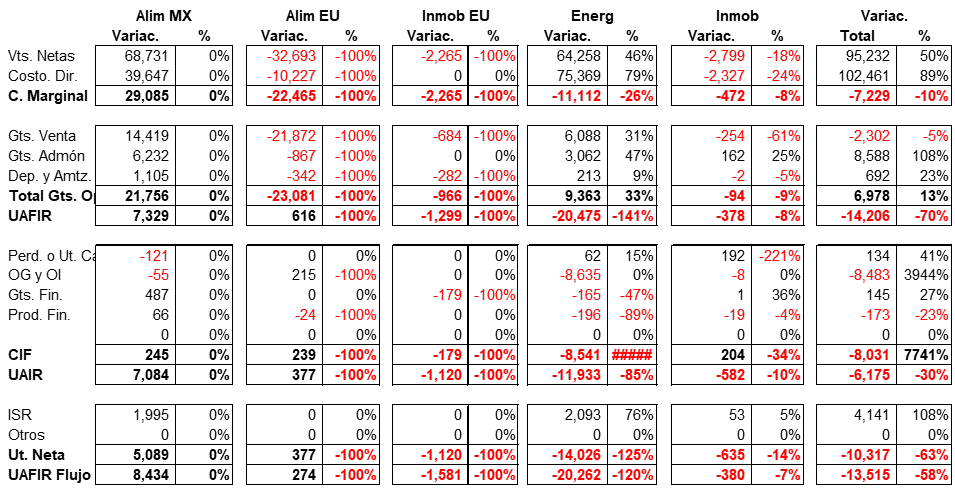 Alim MX Alim EU Inmob EU Energ Inmob Variac.
Variac. % Variac. % Variac. % Variac. % Variac. % Total %
Vts. Netas 68,731 0% -32,693 -100% -2,265 -100% 64,258 46% -2,799 -18% 95,232 50%
Costo. Dir. 39,647 0% -10,227 -100% 0 0% 75,369 79% -2,327 -24% 102,461 89%
C. Marginal 29,085 0% -22,465 -100% -2,265 -100% -11,112 -26% -472 -8% -7,229 -10%
Gts. Venta 14,419 0% -21,872 -100% -684 -100% 6,088 31% -254 -61% -2,302 -5%
Gts. Admón 6,232 0% -867 -100% 0 0% 3,062 47% 162 25% 8,588 108%
Dep. y Amtz. 1,105 0% -342 -100% -282 -100% 213 9% -2 -5% 692 23%
Total Gts. Op 21,756 0% -23,081 -100% -966 -100% 9,363 33% -94 -9% 6,978 13%
UAFIR 7,329 0% 616 -100% -1,299 -100% -20,475 -141% -378 -8% -14,206 -70%
Perd. o Ut. Ca -121 0% 0 0% 0 0% 62 15% 192 -221% 134 41%
OG y OI -55 0% 215 -100% 0 0% -8,635 0% -8 0% -8,483 3944%
Gts. Fin. 487 0% 0 0% -179 -100% -165 -47% 1 36% 145 27%
Prod. Fin. 66 0% -24 -100% 0 0% -196 -89% -19 -4% -173 -23%
0 0% 0 0% 0 0% 0 0% 0 0% 0 0%
CIF 245 0% 239 -100% -179 -100% -8,541 ##### 204 -34% -8,031 7741%
UAIR 7,084 0% 377 -100% -1,120 -100% -11,933 -85% -582 -10% -6,175 -30%
ISR 1,995 0% 0 0% 0 0% 2,093 76% 53 5% 4,141 108%
Otros 0 0% 0 0% 0 0% 0 0% 0 0% 0 0%
Ut. Neta 5,089 0% 377 -100% -1,120 -100% -14,026 -125% -635 -14% -10,317 -63%
UAFIR Flujo 8,434 0% 274 -100% -1,581 -100% -20,262 -120% -380 -7% -13,515 -58%